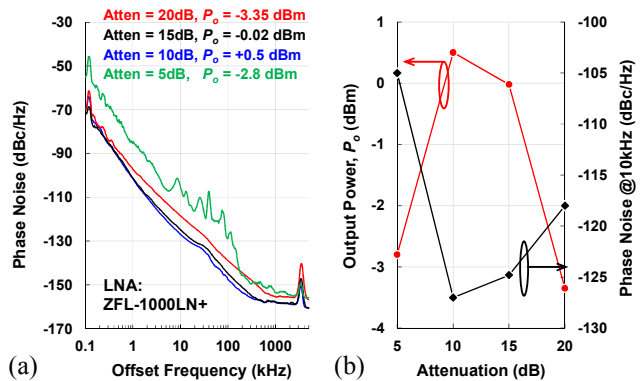 Atten = 20dB, Po = -3.35 dBm
Atten = 15dB, Po = -0.02 dBm
Atten = 10dB, Po = +0.5 dBm
Atten = 5dB, Po = -2.8 dBm
Phase Noise (dBc/Hz)
-30
-50
-70
-90
-110
-130
-150
-170
LNA:
ZFL-1000LN+
0.1 1 10 100 1000
Offset Frequency (kHz)
(a)
Output Power, Po (dBm)
1
0
-1
-2
-3
-4
-100
-105
-110
-115
-120
-125
-130
Phase Noise @10kHz (dBc/Hz)
5 10 15 20
Attenuation (dB)
(b)